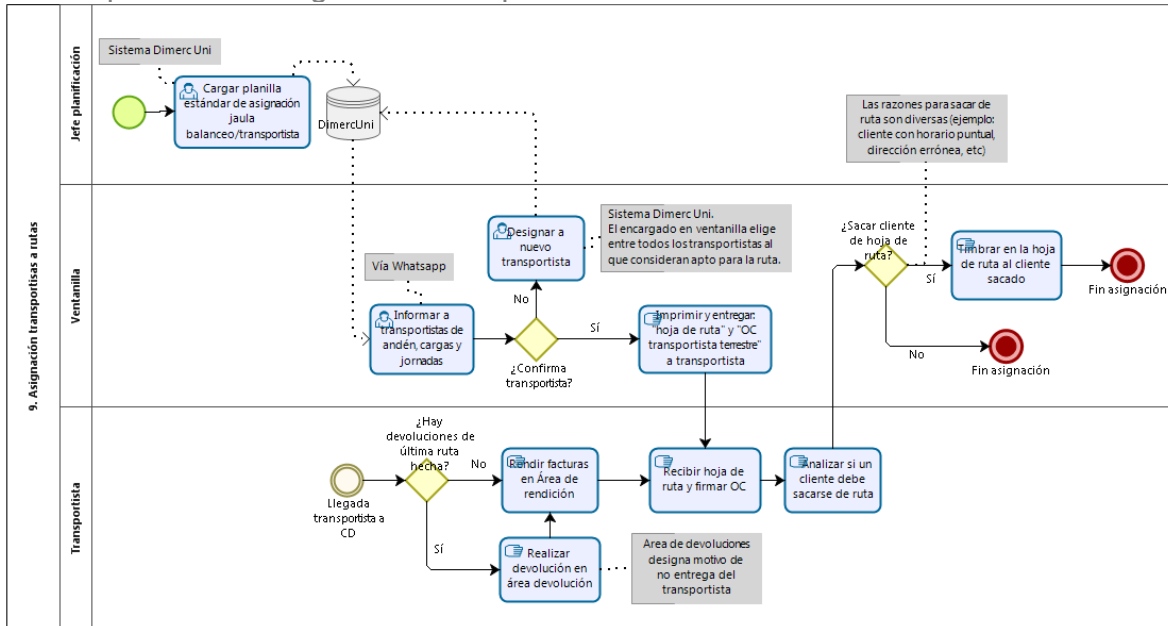 9. Asignación transportisas a rutas
Jefe planificación
Sistema Dimerc Uni
Cargar planilla
estándar de asignación
jaula
balanceo/transportista
DimercUni
Las razones para sacar de
ruta son diversas (ejemplo:
cliente con horario puntual,
dirección errónea, etc)
Ventanilla
Vía Whatsapp
Informar a
transportistas de
andén, cargas y
jornadas
¿Confirma
transportista?
No
Designar a
nuevo
transportista
Sistema Dimerc Uni.
El encargado en ventanilla elige
entre todos los transportistas al
que consideran apto para la ruta.
Sí
Imprimir y entregar:
hoja de ruta" y "OC
transportista terrestre"
a transportista
¿Sacar cliente
de hoja de
ruta?
Sí
Timbrar en la hoja
de ruta al cliente
sacado
Fin asignación
No
Fin asignación
Transportista
Llegada
transportista a
CD
¿Hay
devoluciones de
última ruta
hecha?
No
Rendir facturas
en Área de
rendición
Sí
Realizar
devolución en
área devolución
Area de devoluciones
designa motivo de
no entrega del
transportista
Recibir hoja de
ruta y firmar OC
Analizar si un
cliente debe
sacarse de ruta